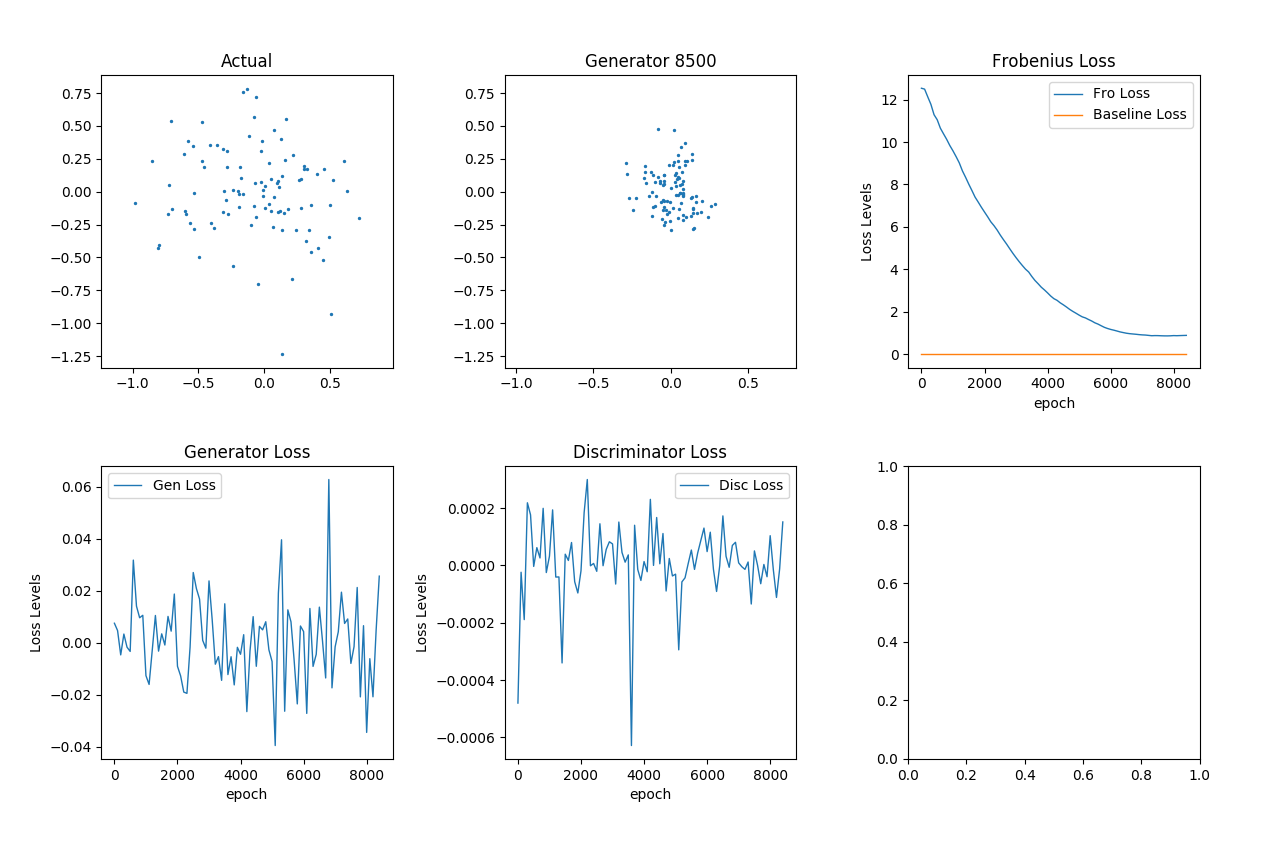 Actual
0.75
0.50
0.25
0.00
−0.25
−0.50
−0.75
−1.00
−1.25
−1.0 −0.5 0.0 0.5
Generator 8500
0.75
0.50
0.25
0.00
−0.25
−0.50
−0.75
−1.00
−1.25
−1.0 −0.5 0.0 0.5
Frobenius Loss
Fro Loss
Baseline Loss
Loss Levels
12
10
8
6
4
2
0
0 2000 4000 6000 8000
epoch
Generator Loss
Gen Loss
Loss Levels
0.06
0.04
0.02
0.00
−0.02
−0.04
0 2000 4000 6000 8000
epoch
Discriminator Loss
Disc Loss
Loss Levels
0.0002
0.0000
−0.0002
−0.0004
−0.0006
0 2000 4000 6000 8000
epoch
1.0
0.8
0.6
0.4
0.2
0.0
0.0 0.2 0.4 0.6 0.8 1.0